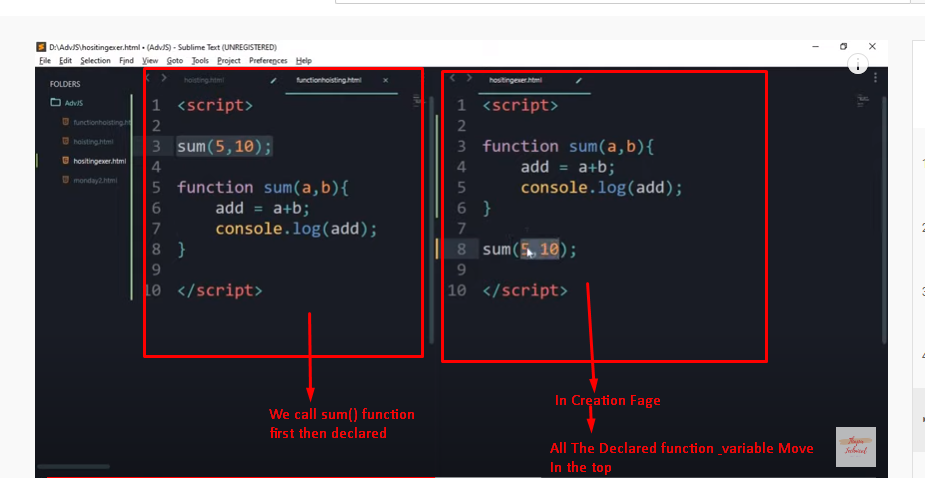 D:\AdvJS\hositingexer.html • (AdvJS) - Sublime Text (UNREGISTERED)
File Edit Selection Find View Goto Tools Project Preferences Help
FOLDERS
AdvJS
functionhoisting.ht
hoisting.html
hositingexer.html
monday2.html
hoisting.html
functionhoisting.html
1 <script>
2
3 sum(5,10);
4
5 function sum(a,b){
6 add = a+b;
7 console.log(add);
8 }
9
10 </script>
hositingexer.html
1 <script>
2
3 function sum(a,b){
4 add = a+b;
5 console.log(add);
6 }
7
8 sum(5,10);
9
10 </script>
We call sum() function
first then declared
In Creation Fage
All The Declared function _variable Move
In the top